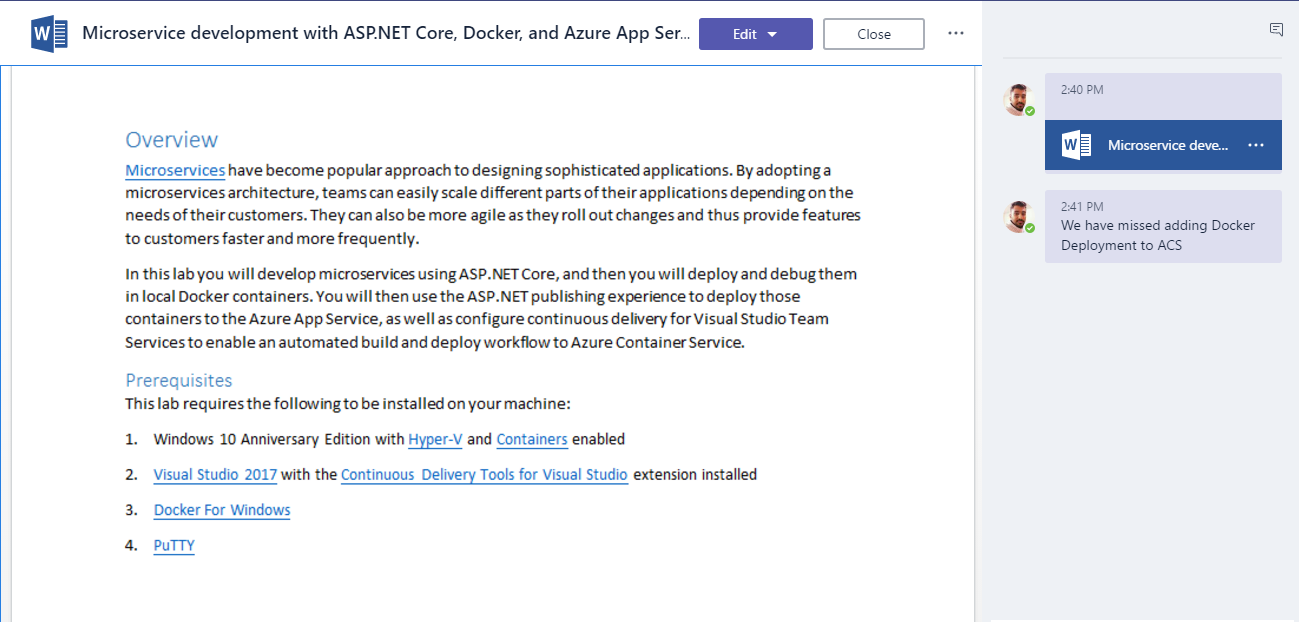 W Microservice development with ASP.NET Core, Docker, and Azure App Ser... Edit Close ...
Overview
Microservices have become popular approach to designing sophisticated applications. By adopting a
microservices architecture, teams can easily scale different parts of their applications depending on the
needs of their customers. They can also be more agile as they roll out changes and thus provide features
to customers faster and more frequently.
In this lab you will develop microservices using ASP.NET Core, and then you will deploy and debug them
in local Docker containers. You will then use the ASP.NET publishing experience to deploy those
containers to the Azure App Service, as well as configure continuous delivery for Visual Studio Team
Services to enable an automated build and deploy workflow to Azure Container Service.
Prerequisites
This lab requires the following to be installed on your machine:
1. Windows 10 Anniversary Edition with Hyper-V and Containers enabled
2. Visual Studio 2017 with the Continuous Delivery Tools for Visual Studio extension installed
3. Docker For Windows
4. PuTTY
2:40 PM
W Microservice deve... ...
2:41 PM
We have missed adding Docker
Deployment to ACS